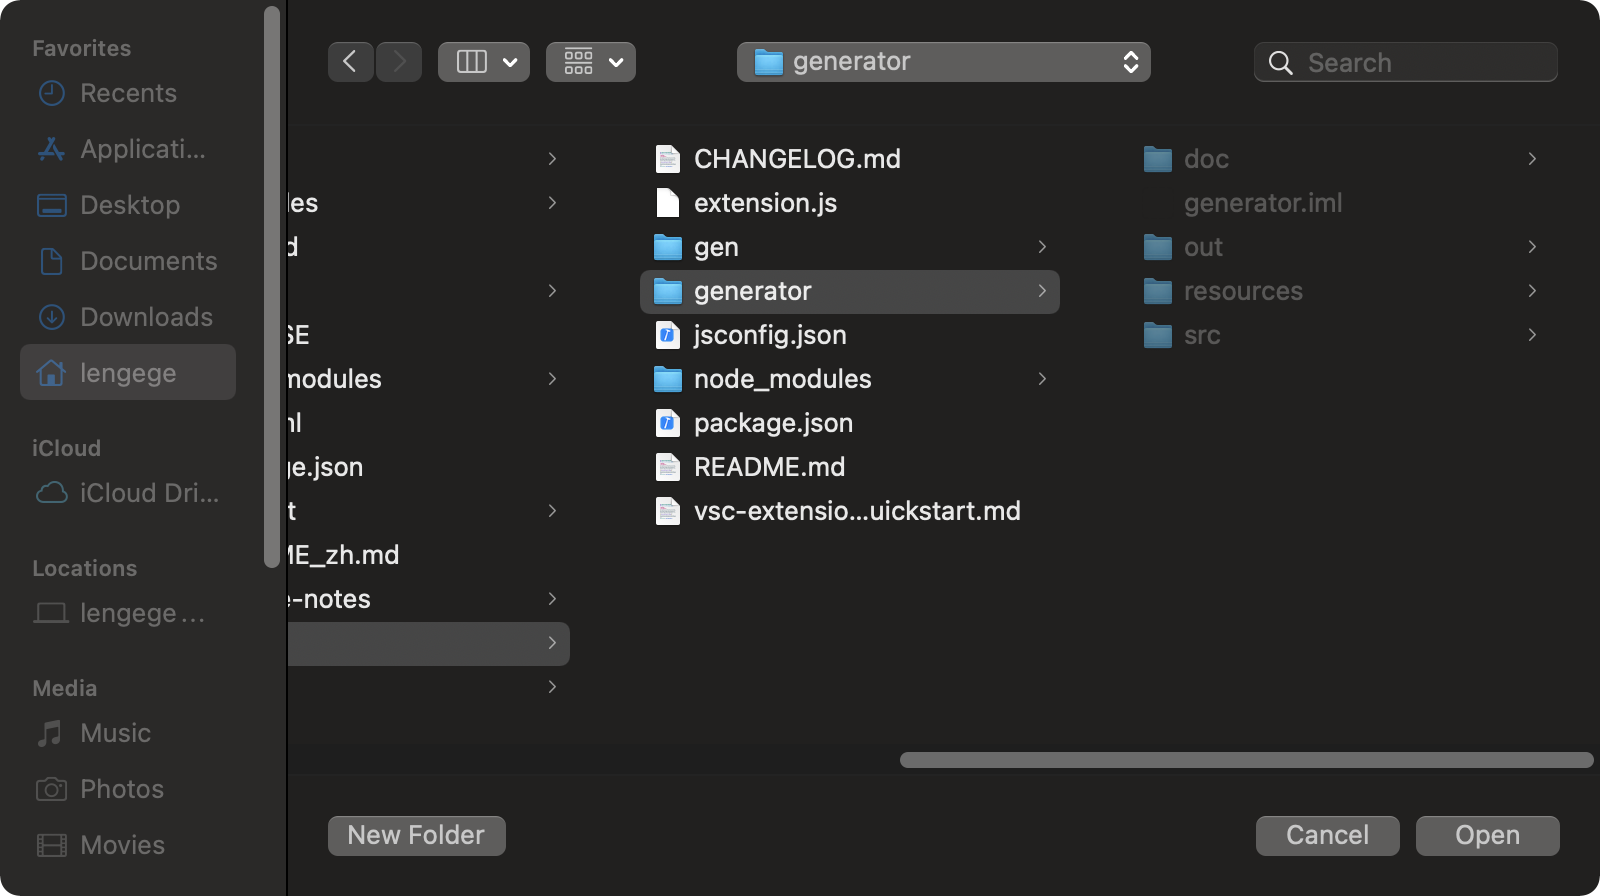 Favorites
Recents
Applicati...
Desktop
Documents
Downloads
lengege
iCloud
iCloud Dri...
Locations
lengege...
Media
Music
Photos
Movies
generator
Search
les
d
SE
modules
nl
ge.json
t
ME_zh.md
e-notes
CHANGELOG.md
extension.js
gen
generator
jsconfig.json
node_modules
package.json
README.md
vsc-extensio...uickstart.md
doc
generator.iml
out
resources
src
New Folder
Cancel
Open